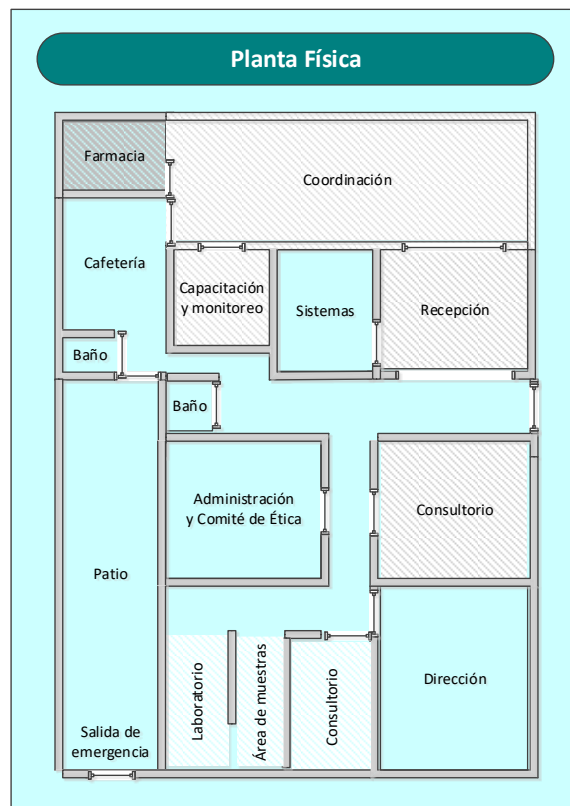 Planta Física
Farmacia
Coordinación
Cafetería
Capacitación
y monitoreo
Sistemas
Recepción
Baño
Baño
Administración
y Comité de Ética
Consultorio
Patio
Laboratorio
Área de muestras
Consultorio
Dirección
Salida de
emergencia